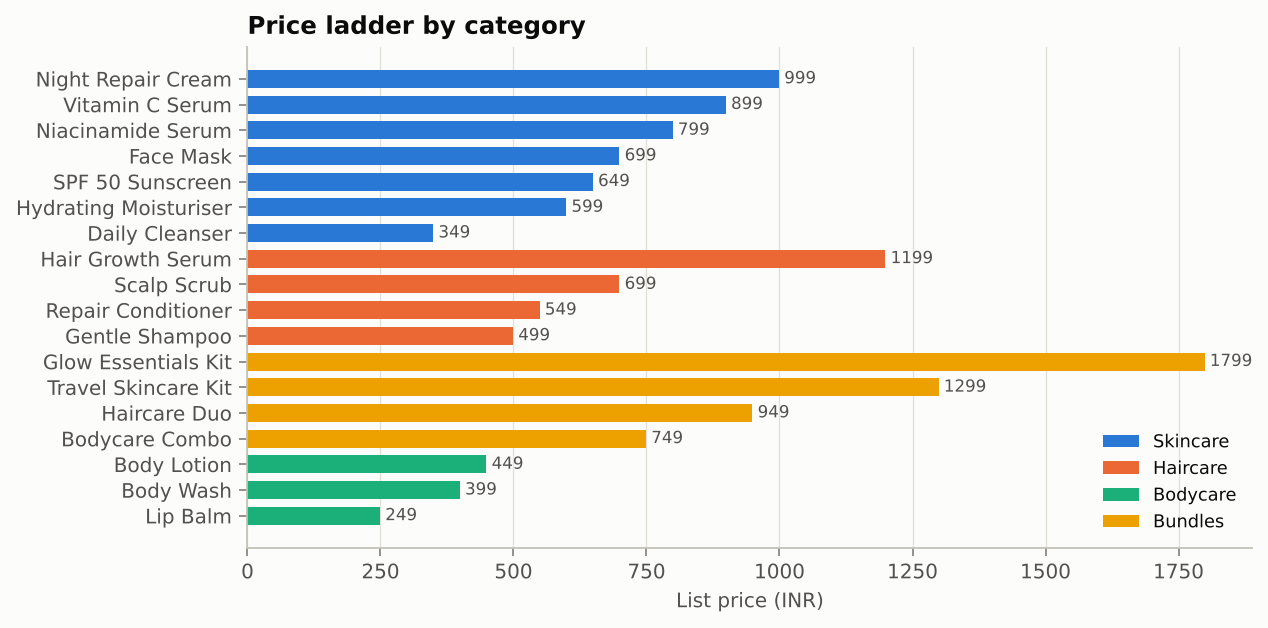 Price ladder by category
Night Repair Cream 999
Vitamin C Serum 899
Niacinamide Serum 799
Face Mask 699
SPF 50 Sunscreen 649
Hydrating Moisturiser 599
Daily Cleanser 349
Hair Growth Serum 1199
Scalp Scrub 699
Repair Conditioner 549
Gentle Shampoo 499
Glow Essentials Kit 1799
Travel Skincare Kit 1299
Haircare Duo 949
Bodycare Combo 749
Body Lotion 449
Body Wash 399
Lip Balm 249
Skincare
Haircare
Bodycare
Bundles
0 250 500 750 1000 1250 1500 1750
List price (INR)